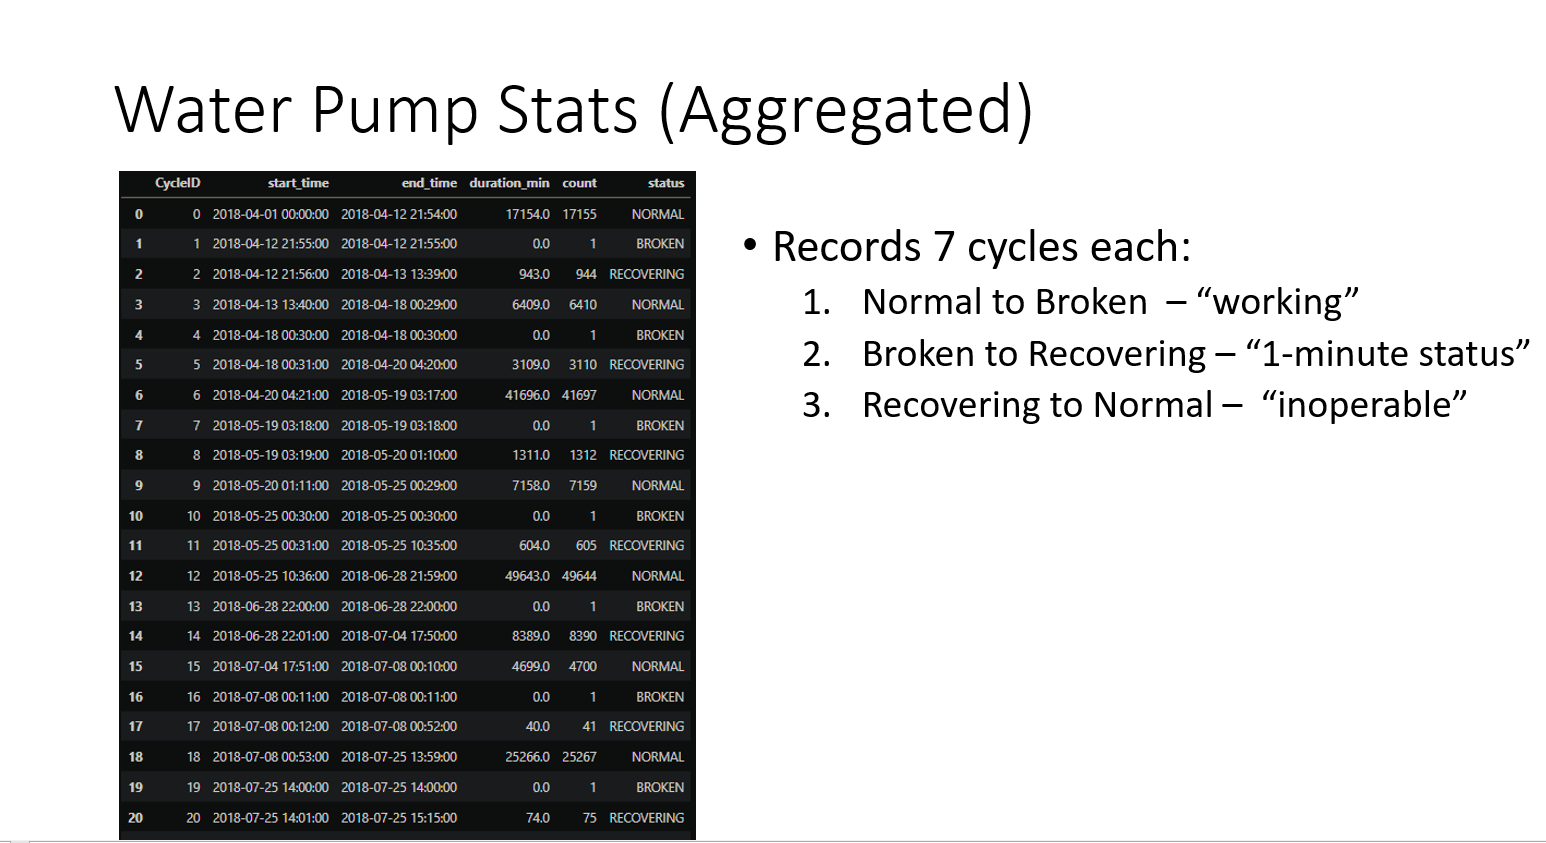 Water Pump Stats (Aggregated)
CycleID start_time end_time duration_min count status
0 0 2018-04-01 00:00:00 2018-04-12 21:54:00 17154.0 17155 NORMAL
1 1 2018-04-12 21:55:00 2018-04-12 21:55:00 0.0 1 BROKEN
2 2 2018-04-12 21:56:00 2018-04-13 13:39:00 943.0 944 RECOVERING
3 3 2018-04-13 13:40:00 2018-04-18 00:29:00 6409.0 6410 NORMAL
4 4 2018-04-18 00:30:00 2018-04-18 00:30:00 0.0 1 BROKEN
5 5 2018-04-18 00:31:00 2018-04-20 04:20:00 3109.0 3110 RECOVERING
6 6 2018-04-20 04:21:00 2018-05-19 03:17:00 41696.0 41697 NORMAL
7 7 2018-05-19 03:18:00 2018-05-19 03:18:00 0.0 1 BROKEN
8 8 2018-05-19 03:19:00 2018-05-20 01:10:00 1311.0 1312 RECOVERING
9 9 2018-05-20 01:11:00 2018-05-25 00:29:00 7158.0 7159 NORMAL
10 10 2018-05-25 00:30:00 2018-05-25 00:30:00 0.0 1 BROKEN
11 11 2018-05-25 00:31:00 2018-05-25 10:35:00 604.0 605 RECOVERING
12 12 2018-05-25 10:36:00 2018-06-28 21:59:00 49643.0 49644 NORMAL
13 13 2018-06-28 22:00:00 2018-06-28 22:00:00 0.0 1 BROKEN
14 14 2018-06-28 22:01:00 2018-07-04 17:50:00 8389.0 8390 RECOVERING
15 15 2018-07-04 17:51:00 2018-07-08 00:10:00 4699.0 4700 NORMAL
16 16 2018-07-08 00:11:00 2018-07-08 00:11:00 0.0 1 BROKEN
17 17 2018-07-08 00:12:00 2018-07-08 00:52:00 40.0 41 RECOVERING
18 18 2018-07-08 00:53:00 2018-07-25 13:59:00 25266.0 25267 NORMAL
19 19 2018-07-25 14:00:00 2018-07-25 14:00:00 0.0 1 BROKEN
20 20 2018-07-25 14:01:00 2018-07-25 15:15:00 74.0 75 RECOVERING
• Records 7 cycles each:
1. Normal to Broken – “working”
2. Broken to Recovering – “1-minute status”
3. Recovering to Normal – “inoperable”